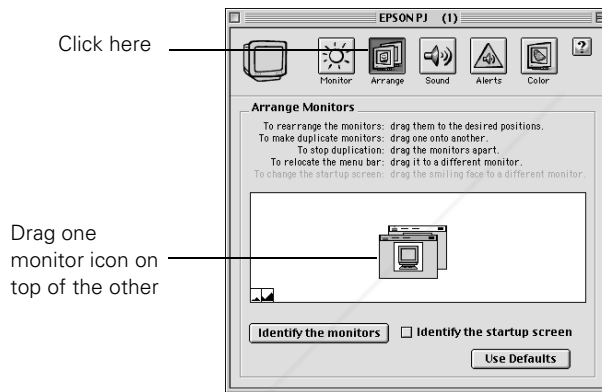 EPSON PJ (1)
Click here
Monitor
Arrange
Sound
Alerts
Color
?
Arrange Monitors
To rearrange the monitors: drag them to the desired positions.
To make duplicate monitors: drag one onto another.
To stop duplication: drag the monitors apart.
To relocate the menu bar: drag it to a different monitor.
To change the startup screen: drag the smiling face to a different monitor.
Drag one
monitor icon on
top of the other
Identify the monitors
Identify the startup screen
Use Defaults